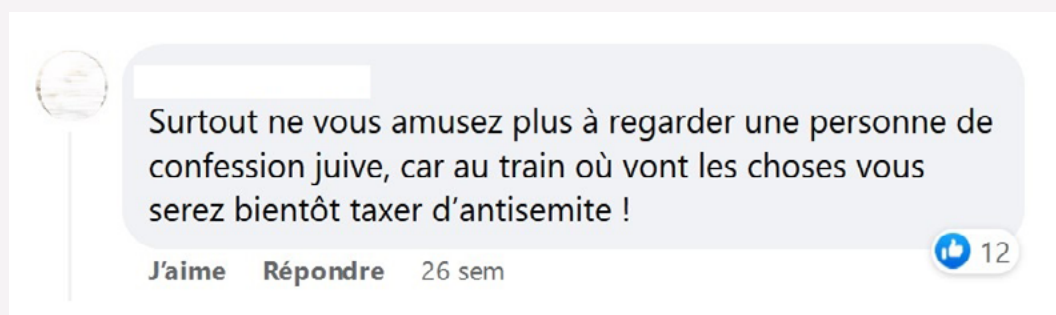 Surtout ne vous amusez plus à regarder une personne de
confession juive, car au train où vont les choses vous
serez bientôt taxer d’antisemite !
12
J’aime Répondre 26 sem